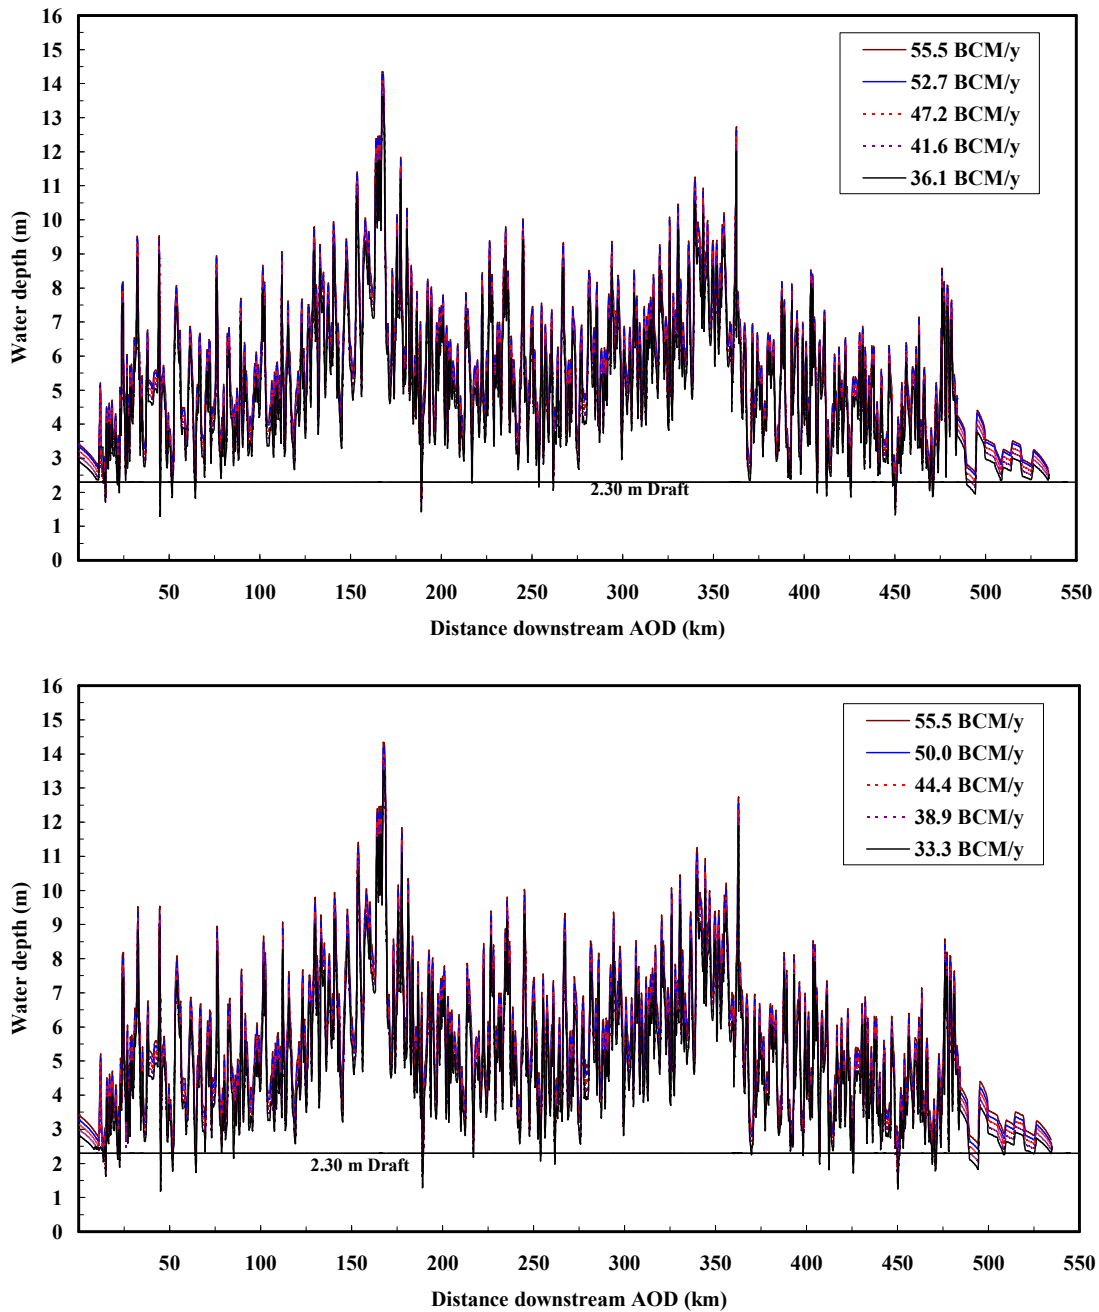 16
15
14
13
12
11
10
9
8
7
6
5
4
3
2
1
0
Water depth (m)
55.5 BCM/y
52.7 BCM/y
47.2 BCM/y
41.6 BCM/y
36.1 BCM/y
2.30 m Draft
50 100 150 200 250 300 350 400 450 500 550
Distance downstream AOD (km)
16
15
14
13
12
11
10
9
8
7
6
5
4
3
2
1
0
Water depth (m)
55.5 BCM/y
50.0 BCM/y
44.4 BCM/y
38.9 BCM/y
33.3 BCM/y
2.30 m Draft
50 100 150 200 250 300 350 400 450 500 550
Distance downstream AOD (km)